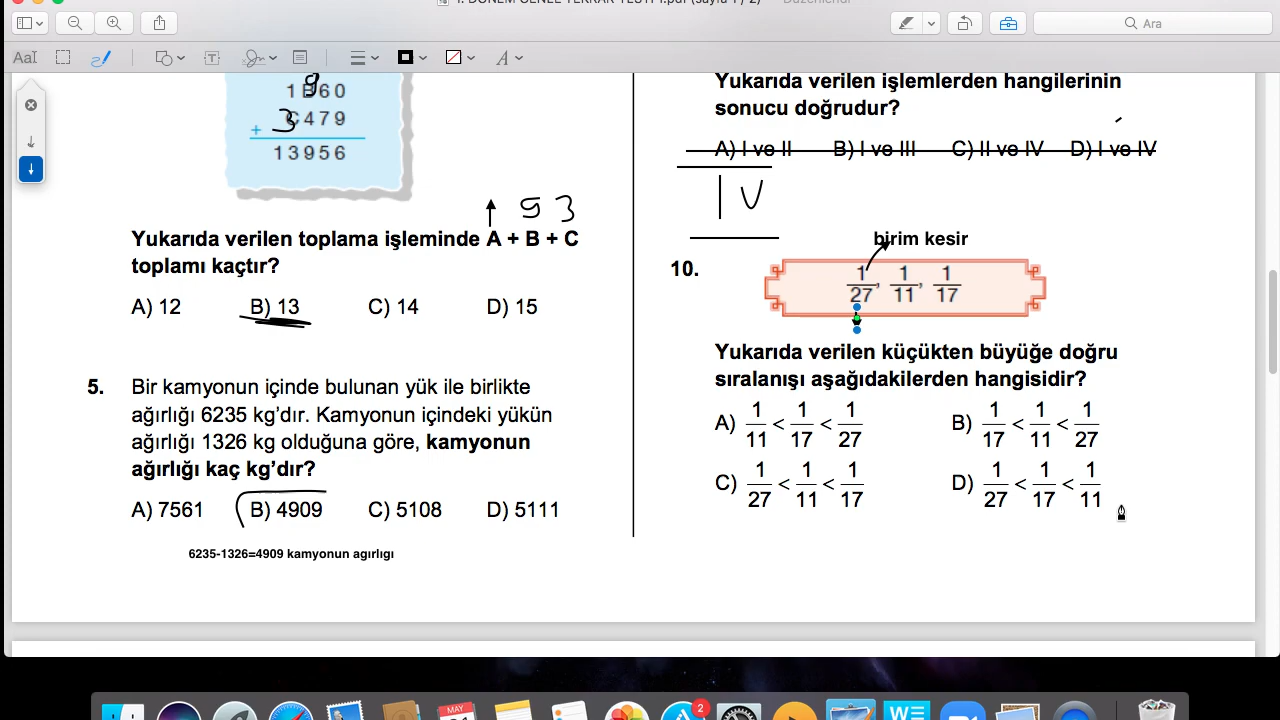 Ara
Aa
T
A
1B60
9
C479
3
+
13956
9 3
Yukarıda verilen toplama işleminde A + B + C
toplamı kaçtır?
A) 12 B) 13 C) 14 D) 15
5. Bir kamyonun içinde bulunan yük ile birlikte
ağırlığı 6235 kg’dır. Kamyonun içindeki yükün
ağırlığı 1326 kg olduğuna göre, kamyonun
ağırlığı kaç kg’dır?
A) 7561 B) 4909 C) 5108 D) 5111
6235-1326=4909 kamyonun agırlıgı
Yukarıda verilen işlemlerden hangilerinin
sonucu doğrudur?
A) I ve II B) I ve III C) II ve IV D) I ve IV
IV
birim kesir
10. 1/27, 1/11, 1/17
Yukarıda verilen küçükten büyüğe doğru
sıralanışı aşağıdakilerden hangisidir?
A) 1/11 < 1/17 < 1/27 B) 1/17 < 1/11 < 1/27
C) 1/27 < 1/11 < 1/17 D) 1/27 < 1/17 < 1/11
MAY
2
W